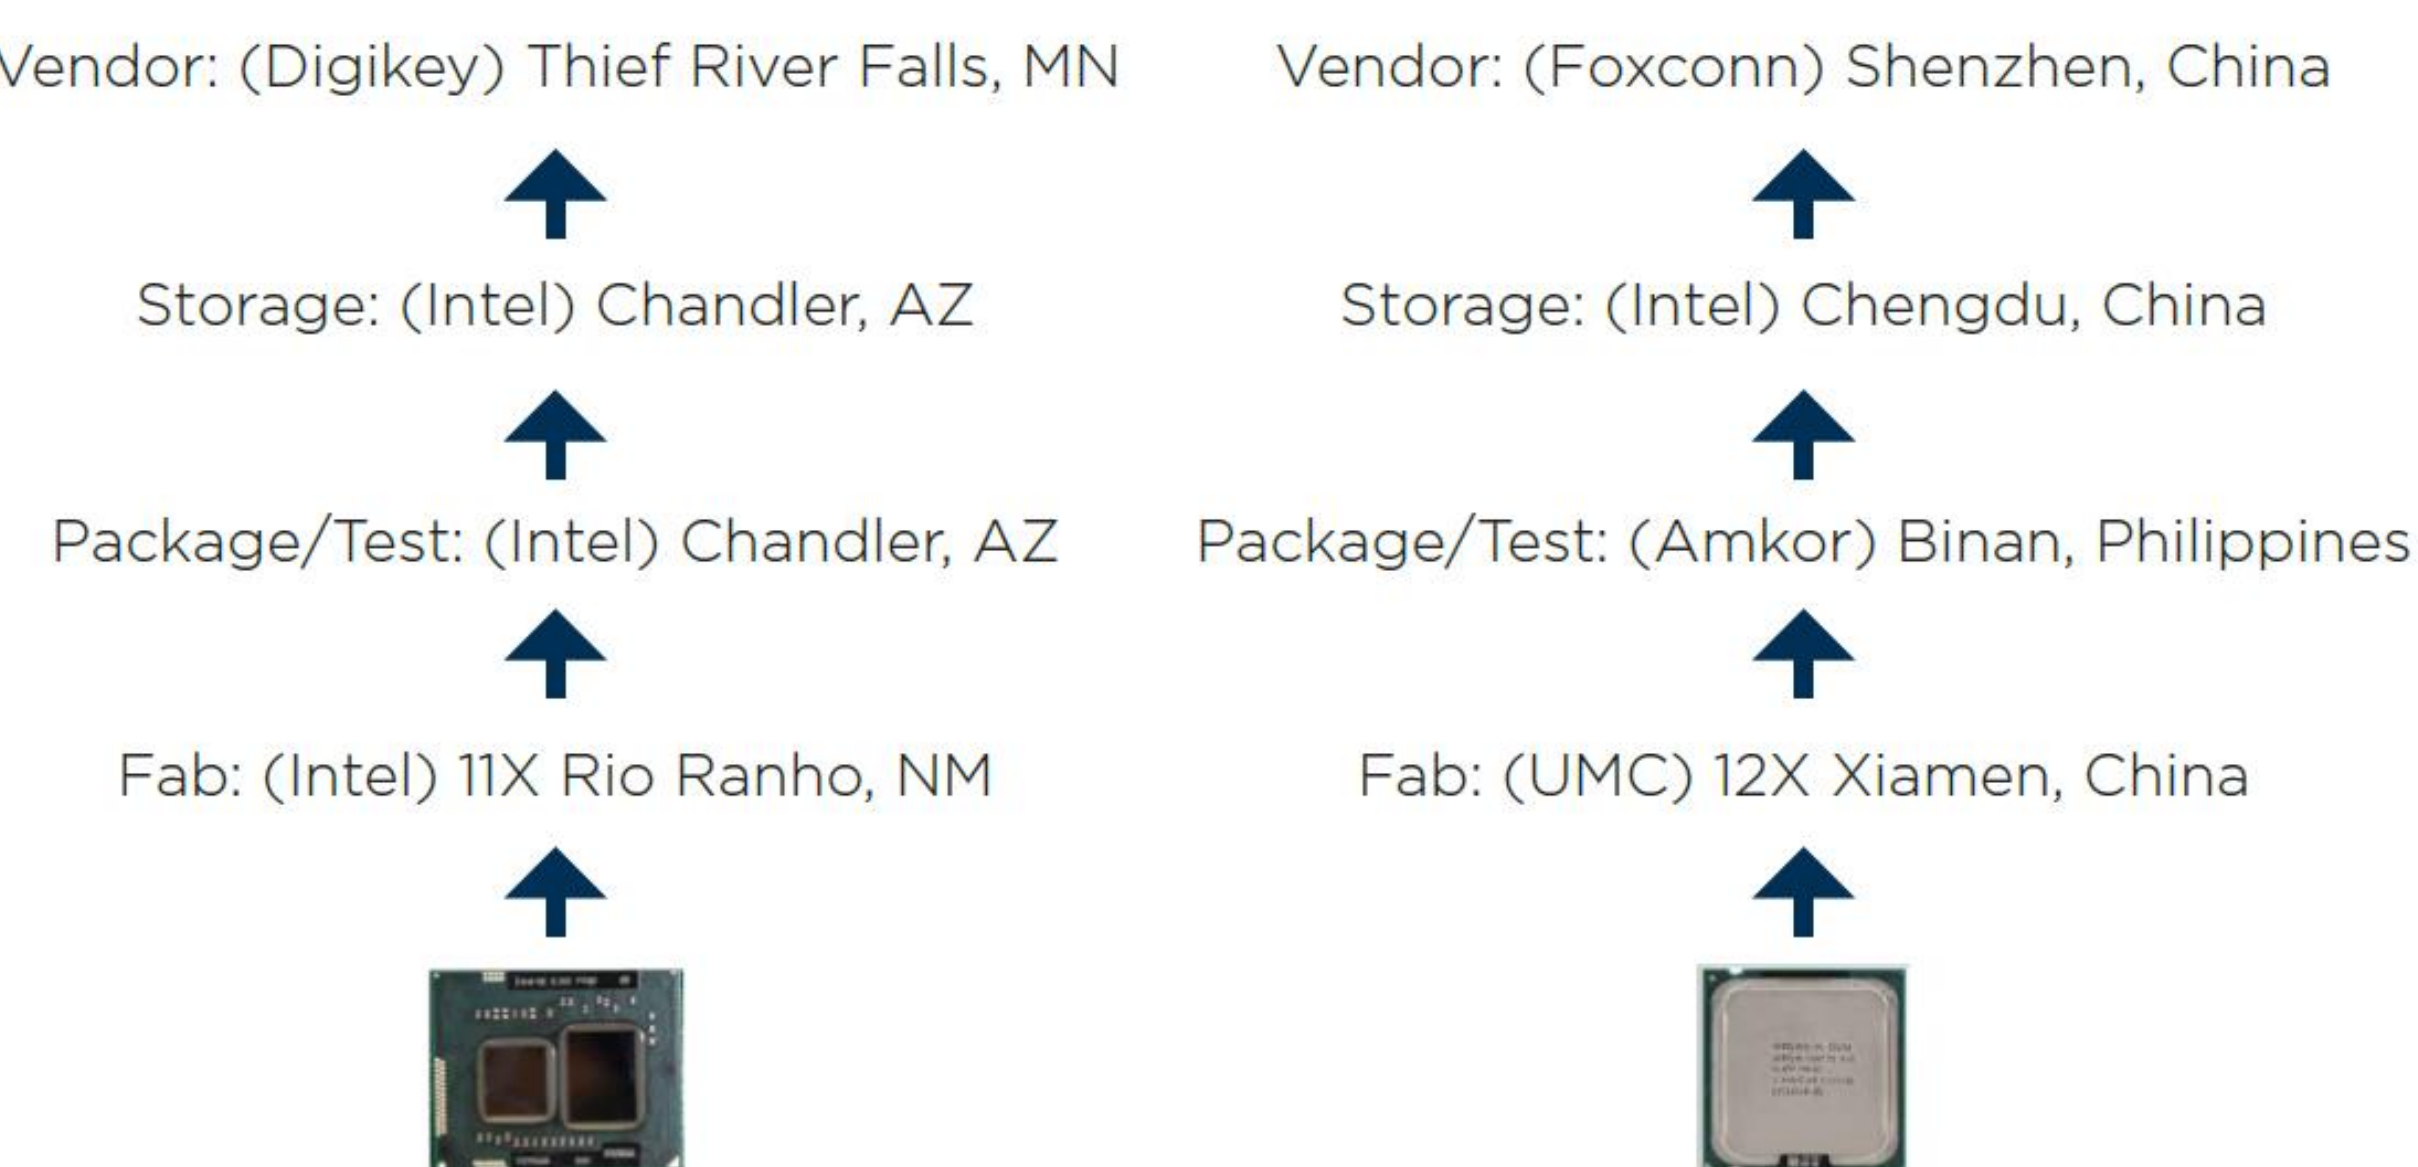 Vendor: (Digikey) Thief River Falls, MN
Storage: (Intel) Chandler, AZ
Package/Test: (Intel) Chandler, AZ
Fab: (Intel) 11X Rio Ranho, NM
Vendor: (Foxconn) Shenzhen, China
Storage: (Intel) Chengdu, China
Package/Test: (Amkor) Binan, Philippines
Fab: (UMC) 12X Xiamen, China